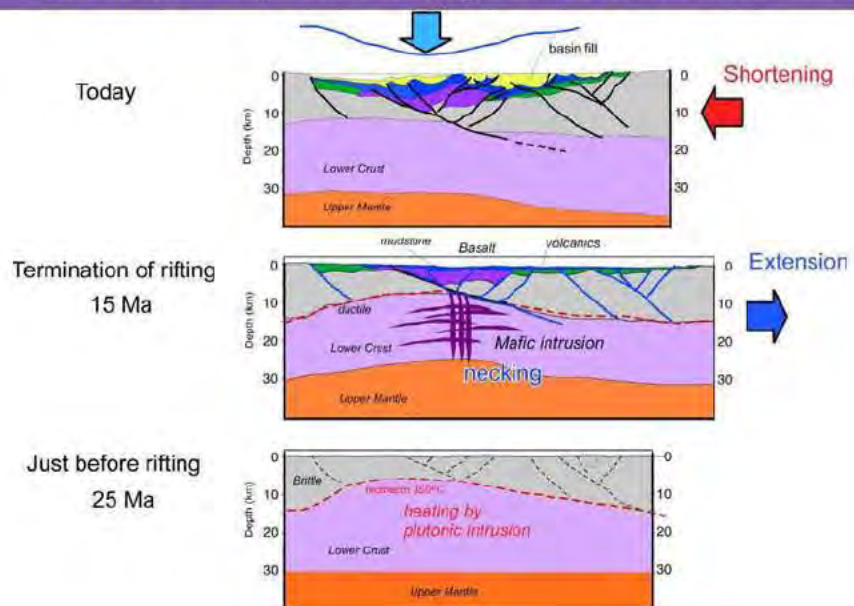 basin fill
Today
Shortening
Depth (km)
0
10
20
30
0
10
20
30
Lower Crust
Upper Mantle
mudstone
Basalt
volcanics
Termination of rifting
15 Ma
Extension
Depth (km)
0
10
20
30
0
10
20
30
ductile
Lower Crust
Mafic intrusion
necking
Upper Mantle
Just before rifting
25 Ma
Depth (km)
0
10
20
30
0
10
20
30
Brittle
heating by
plutonic intrusion
Lower Crust
Upper Mantle